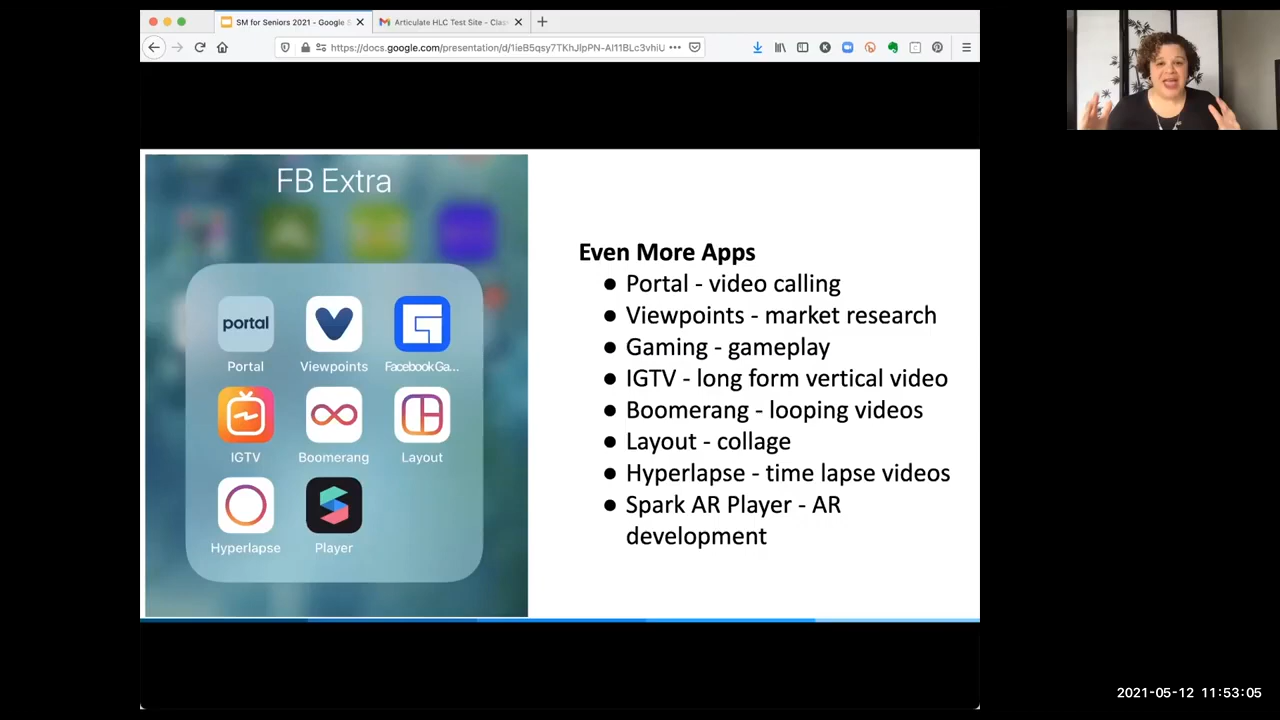 SM for Seniors 2021 - Google S
Articulate HLC Test Site - Clas
https://docs.google.com/presentation/d/1ieB5qsy7TKhJlpPN-AI11BLc3vhiU
FB Extra
portal
Portal
Viewpoints
Facebook Ga...
IGTV
Boomerang
Layout
Hyperlapse
Player
Even More Apps
● Portal - video calling
● Viewpoints - market research
● Gaming - gameplay
● IGTV - long form vertical video
● Boomerang - looping videos
● Layout - collage
● Hyperlapse - time lapse videos
● Spark AR Player - AR
development
2021-05-12 11:53:05